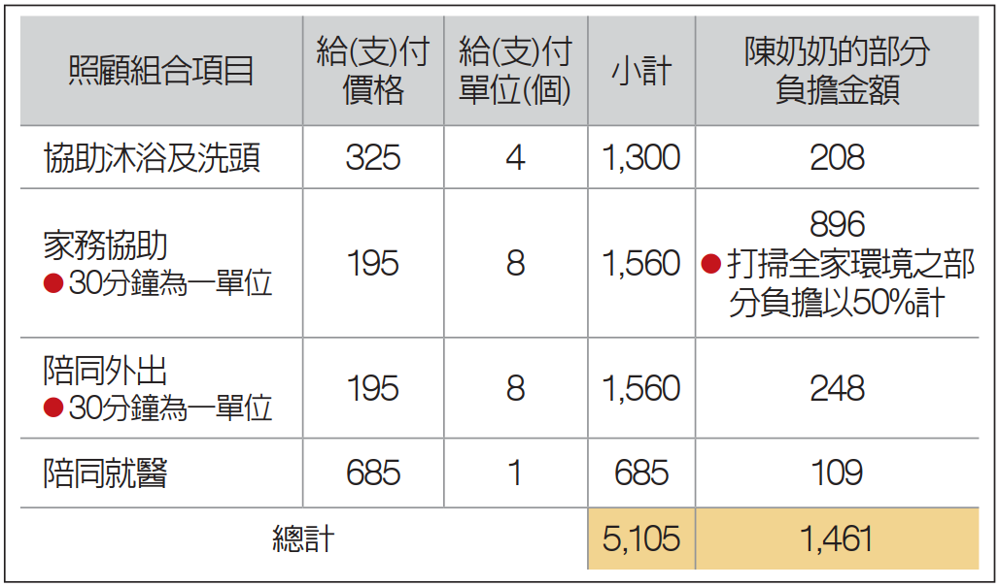 照顧組合項目 給(支)付價格 給(支)付單位(個) 小計 陳奶奶的部分負擔金額
協助沐浴及洗頭 325 4 1,300 208
家務協助 195 8 1,560 896
●30分鐘為一單位 ●打掃全家環境之部分負擔以50%計
陪同外出 195 8 1,560 248
●30分鐘為一單位
陪同就醫 685 1 685 109
總計 5,105 1,461